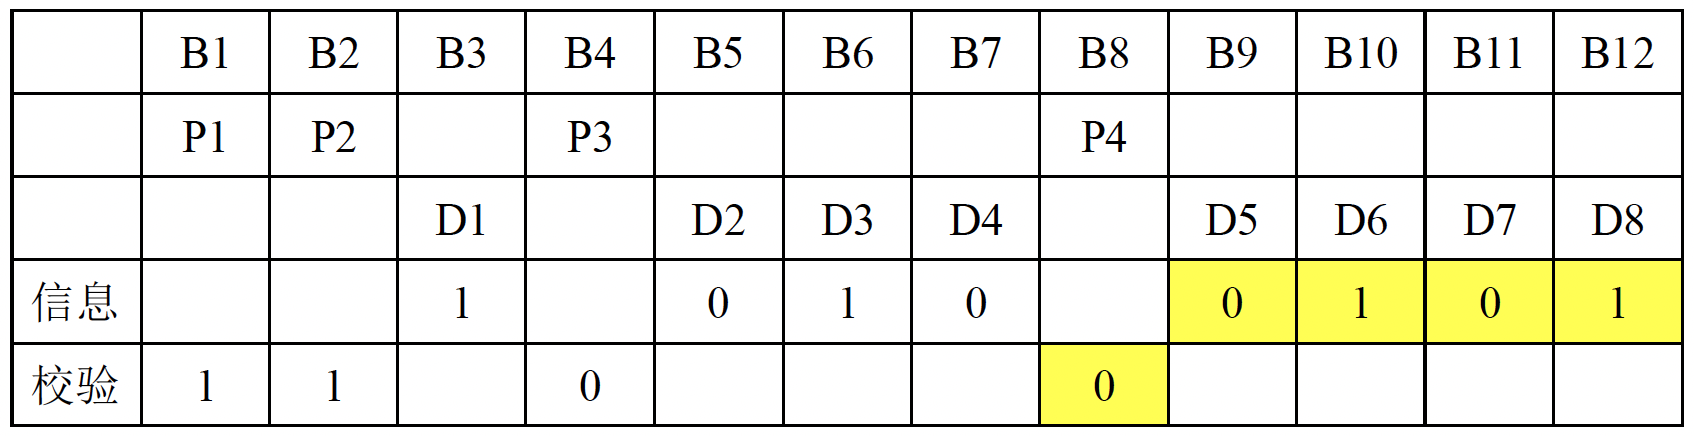 B1 B2 B3 B4 B5 B6 B7 B8 B9 B10 B11 B12
P1 P2 P3 P4
D1 D2 D3 D4 D5 D6 D7 D8
信息 1 0 1 0 0 1 0 1
校验 1 1 0 0